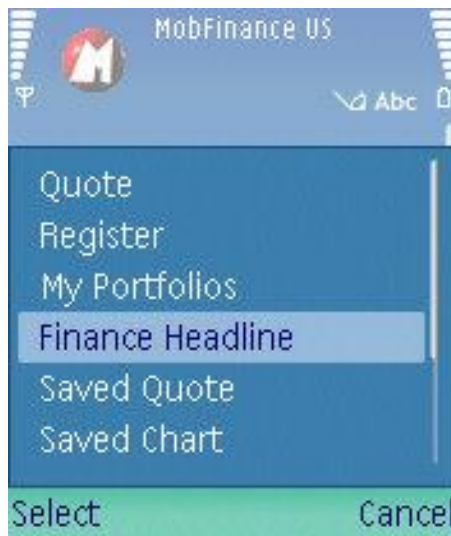 MobFinance US
Abc
Quote
Register
My Portfolios
Finance Headline
Saved Quote
Saved Chart
Select Cancel